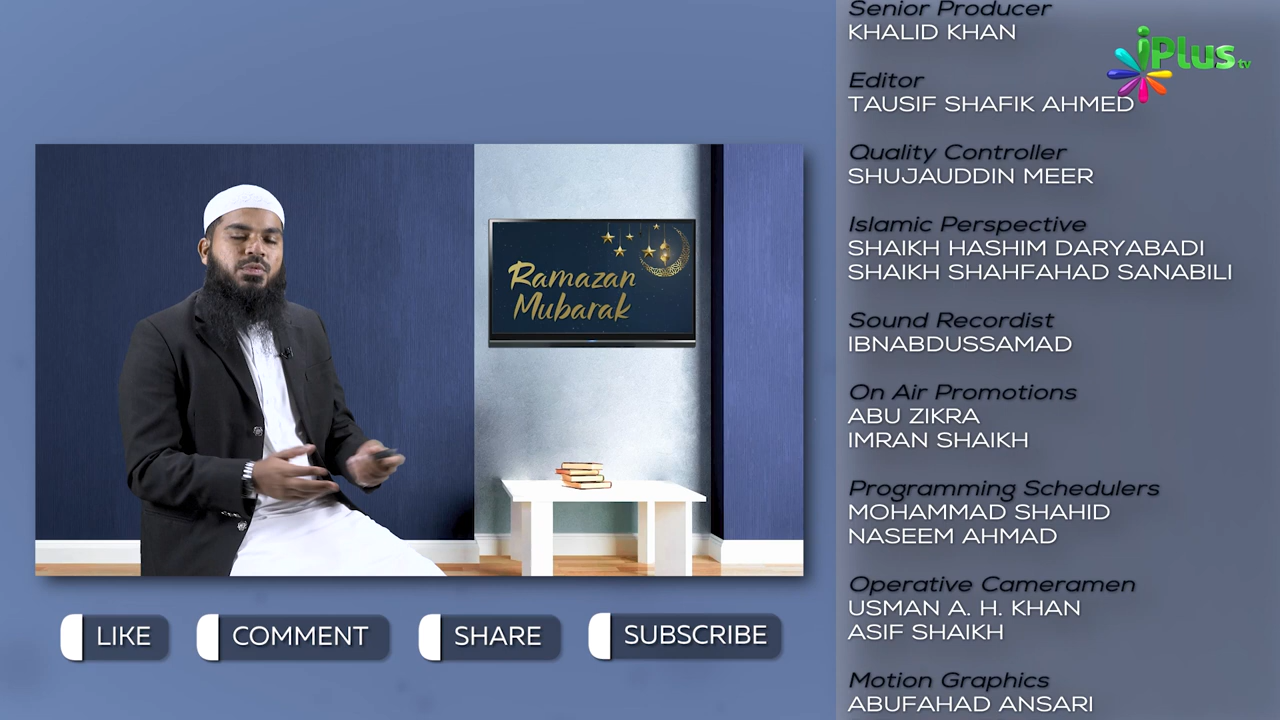 Ramazan
Mubarak
LIKE
COMMENT
SHARE
SUBSCRIBE
iPlus tv
Senior Producer
KHALID KHAN
Editor
TAUSIF SHAFIK AHMED
Quality Controller
SHUJAUDDIN MEER
Islamic Perspective
SHAIKH HASHIM DARYABADI
SHAIKH SHAHFAHAD SANABILI
Sound Recordist
IBNABDUSSAMAD
On Air Promotions
ABU ZIKRA
IMRAN SHAIKH
Programming Schedulers
MOHAMMAD SHAHID
NASEEM AHMAD
Operative Cameramen
USMAN A. H. KHAN
ASIF SHAIKH
Motion Graphics
ABUFAHAD ANSARI